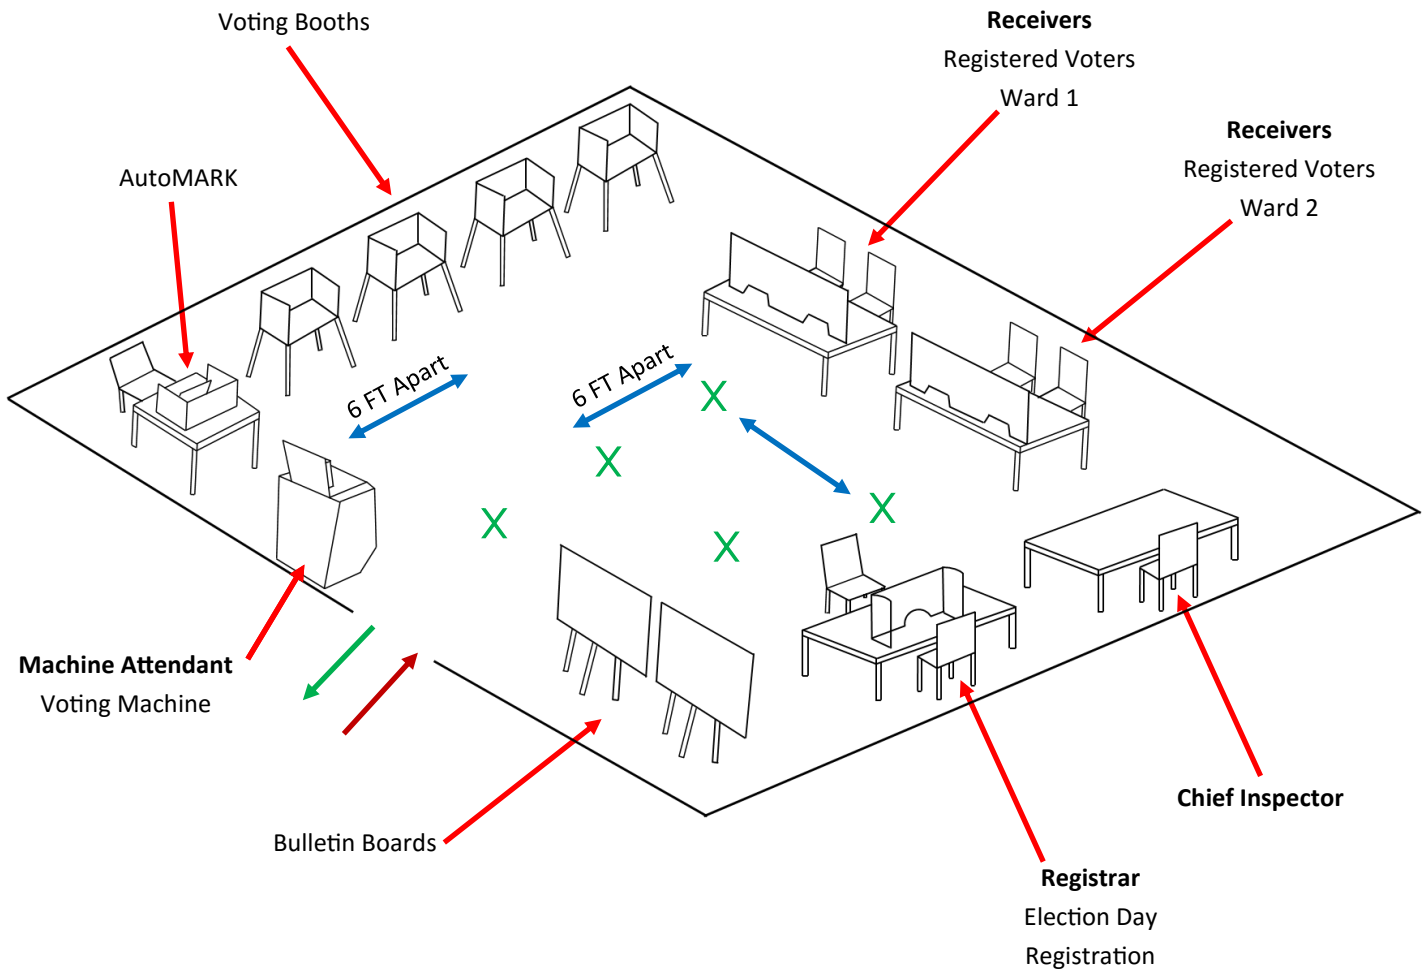 Voting Booths
Receivers
Registered Voters
Ward 1
Receivers
Registered Voters
Ward 2
AutoMARK
6 FT Apart
6 FT Apart
X
X
X
X
X
Machine Attendant
Voting Machine
Chief Inspector
Bulletin Boards
Registrar
Election Day
Registration